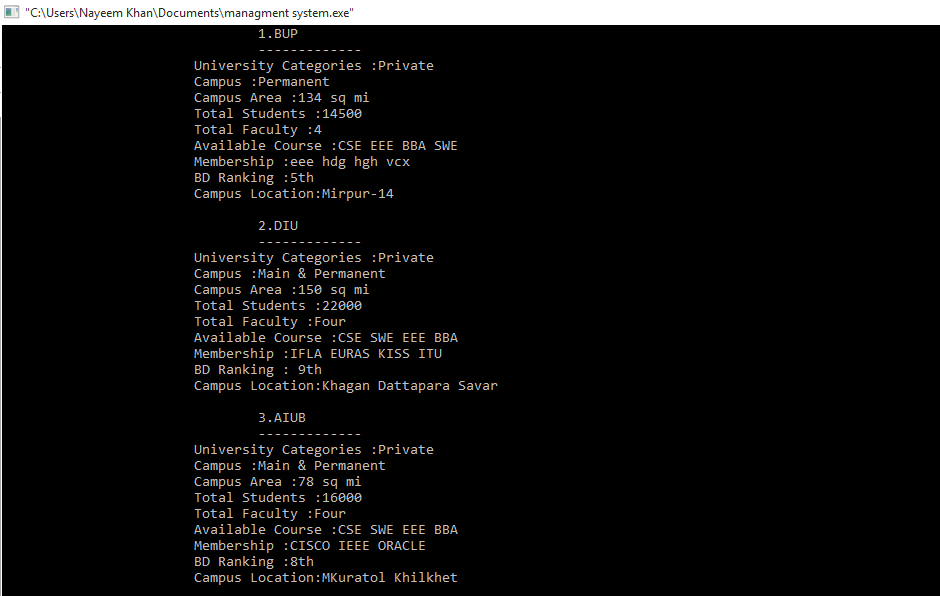 "C:\Users\Nayeem Khan\Documents\managment system.exe"
1.BUP
-------------
University Categories :Private
Campus :Permanent
Campus Area :134 sq mi
Total Students :14500
Total Faculty :4
Available Course :CSE EEE BBA SWE
Membership :eee hdg hgh vcx
BD Ranking :5th
Campus Location:Mirpur-14
2.DIU
-------------
University Categories :Private
Campus :Main & Permanent
Campus Area :150 sq mi
Total Students :22000
Total Faculty :Four
Available Course :CSE SWE EEE BBA
Membership :IFLA EURAS KISS ITU
BD Ranking : 9th
Campus Location:Khagan Dattapara Savar
3.AIUB
-------------
University Categories :Private
Campus :Main & Permanent
Campus Area :78 sq mi
Total Students :16000
Total Faculty :Four
Available Course :CSE SWE EEE BBA
Membership :CISCO IEEE ORACLE
BD Ranking :8th
Campus Location:MKuratol Khilkhet